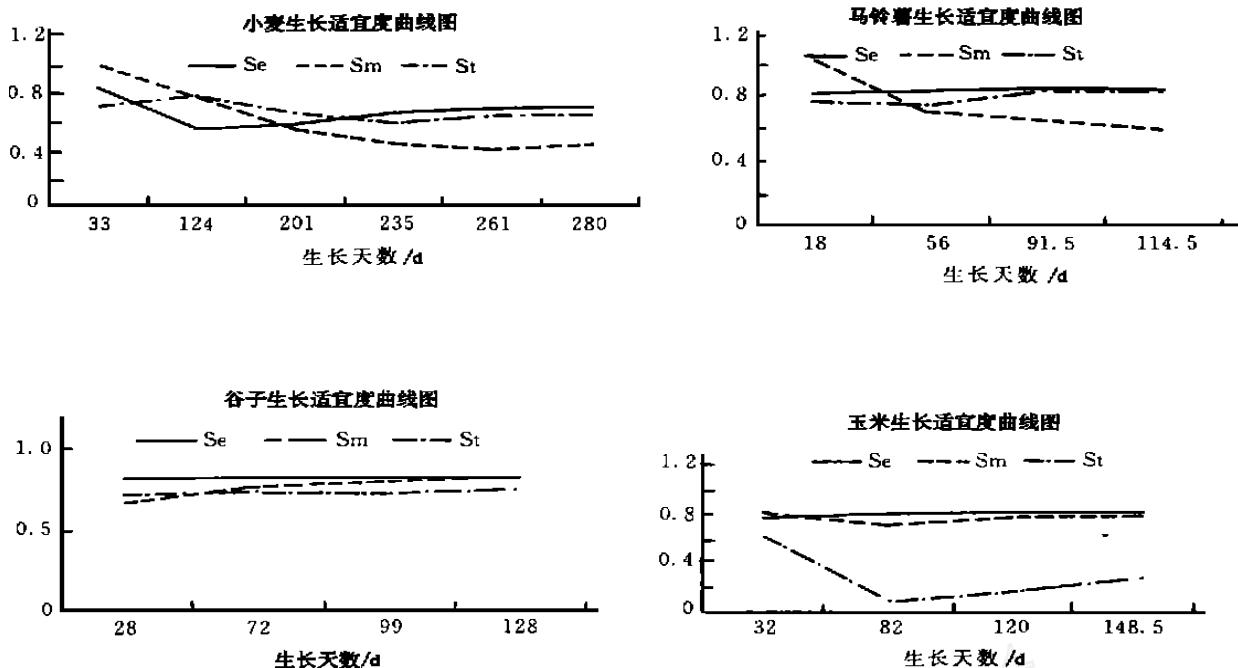 小麦生长适宜度曲线图
1.2
Se Sm St
0.8
0.4
0
33 124 201 235 261 280
生长天数/d
马铃薯生长适宜度曲线图
1.2
Se Sm St
0.8
0.4
0
18 56 91.5 114.5
生长天数/d
谷子生长适宜度曲线图
Se Sm St
1.0
0.5
0
28 72 99 128
生长天数/d
玉米生长适宜度曲线图
1.2
Se Sm St
0.8
0.4
0
32 82 120 148.5
生长天数/d